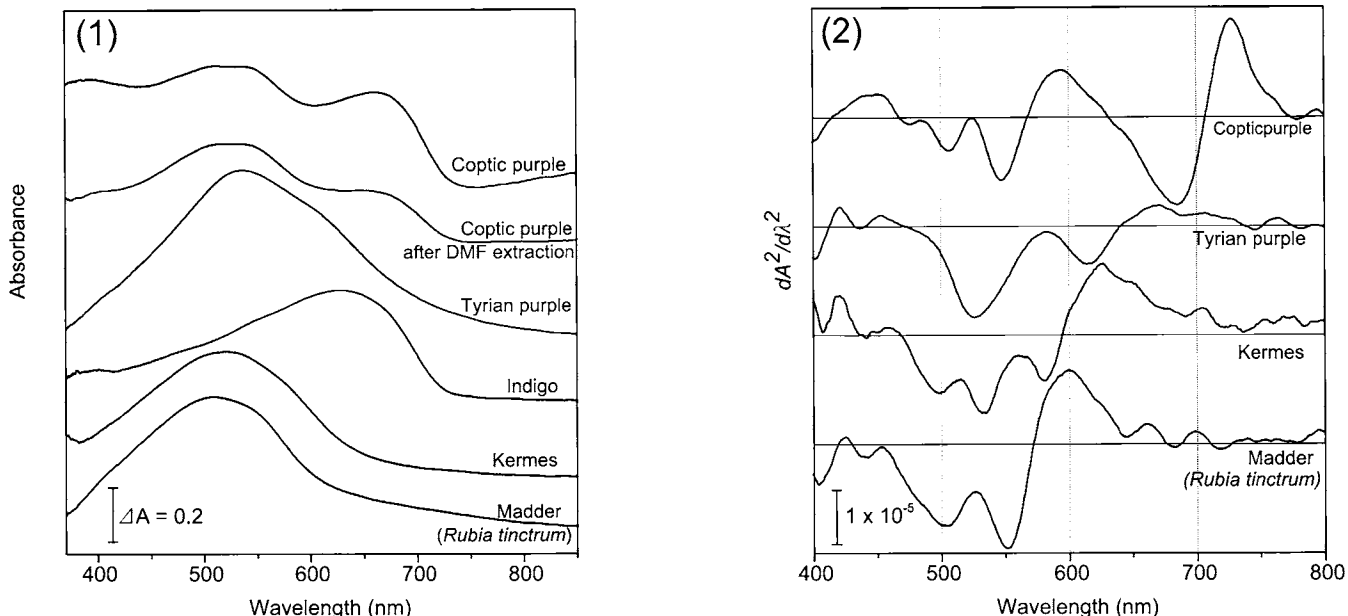 (1)
Absorbance
Coptic purple
Coptic purple
after DMF extraction
Tyrian purple
Indigo
Kermes
Madder
(Rubia tinctrum)
ΔA = 0.2
400 500 600 700 800
Wavelength (nm)
(2)
dA²/dλ²
Copticpurple
Tyrian purple
Kermes
Madder
(Rubia tinctrum)
1 x 10⁻⁵
400 500 600 700 800
Wavelength (nm)